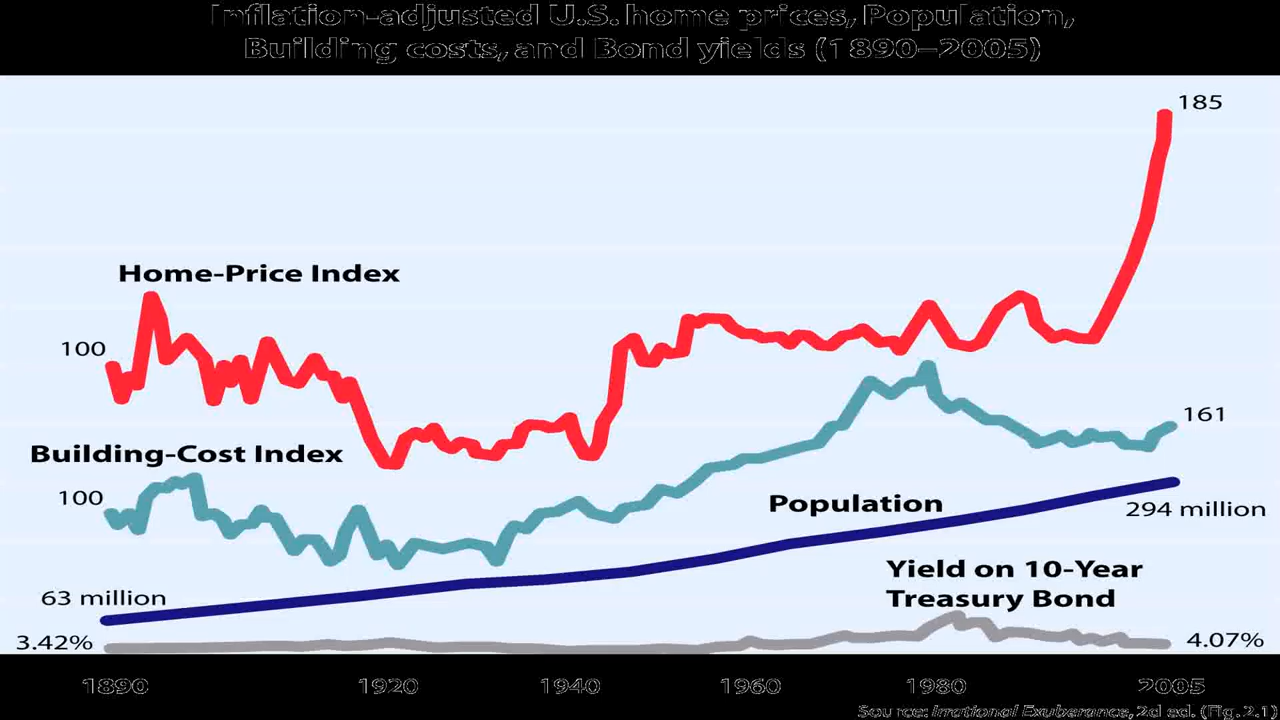 Inflation-adjusted U.S. home prices, Population,
Building costs, and Bond yields (1890–2005)
185
Home-Price Index
100
161
Building-Cost Index
100
Population
294 million
Yield on 10-Year
Treasury Bond
63 million
3.42%
4.07%
1890 1920 1940 1960 1980 2005
Source: Irrational Exuberance, 2d ed. (Fig. 2.1)